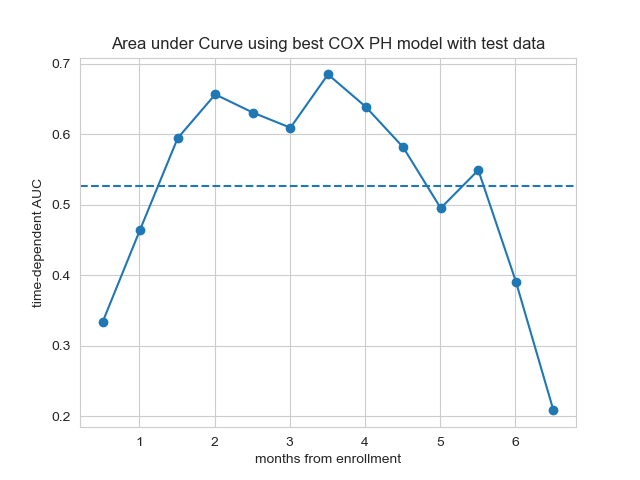 Area under Curve using best COX PH model with test data
0.7
0.6
0.5
0.4
0.3
0.2
time-dependent AUC
1 2 3 4 5 6
months from enrollment